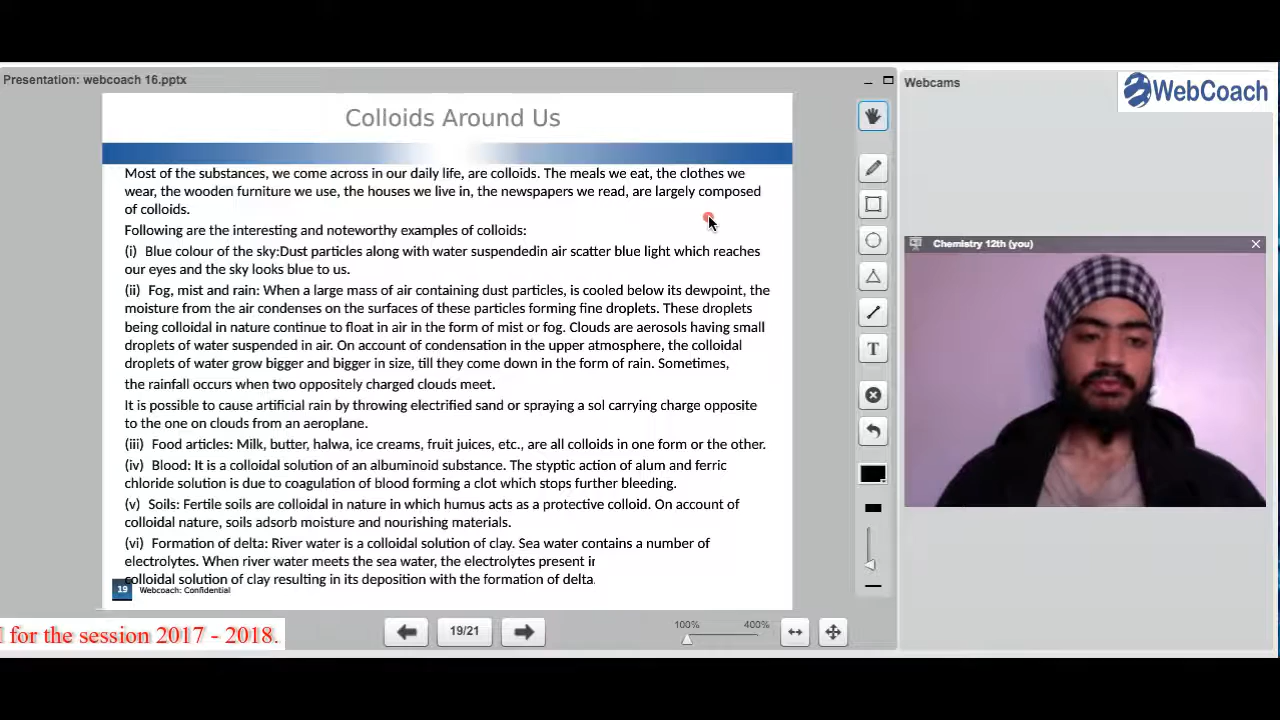 Presentation: webcoach 16.pptx
Webcams
WebCoach
Colloids Around Us
Most of the substances, we come across in our daily life, are colloids. The meals we eat, the clothes we
wear, the wooden furniture we use, the houses we live in, the newspapers we read, are largely composed
of colloids.
Following are the interesting and noteworthy examples of colloids:
(i) Blue colour of the sky:Dust particles along with water suspendedin air scatter blue light which reaches
our eyes and the sky looks blue to us.
(ii) Fog, mist and rain: When a large mass of air containing dust particles, is cooled below its dewpoint, the
moisture from the air condenses on the surfaces of these particles forming fine droplets. These droplets
being colloidal in nature continue to float in air in the form of mist or fog. Clouds are aerosols having small
droplets of water suspended in air. On account of condensation in the upper atmosphere, the colloidal
droplets of water grow bigger and bigger in size, till they come down in the form of rain. Sometimes,
the rainfall occurs when two oppositely charged clouds meet.
It is possible to cause artificial rain by throwing electrified sand or spraying a sol carrying charge opposite
to the one on clouds from an aeroplane.
(iii) Food articles: Milk, butter, halwa, ice creams, fruit juices, etc., are all colloids in one form or the other.
(iv) Blood: It is a colloidal solution of an albuminoid substance. The styptic action of alum and ferric
chloride solution is due to coagulation of blood forming a clot which stops further bleeding.
(v) Soils: Fertile soils are colloidal in nature in which humus acts as a protective colloid. On account of
colloidal nature, soils adsorb moisture and nourishing materials.
(vi) Formation of delta: River water is a colloidal solution of clay. Sea water contains a number of
electrolytes. When river water meets the sea water, the electrolytes present in
colloidal solution of clay resulting in its deposition with the formation of delta.
19 Webcoach: Confidential
for the session 2017 - 2018.
19/21
100% 400%
T
Chemistry 12th (you)